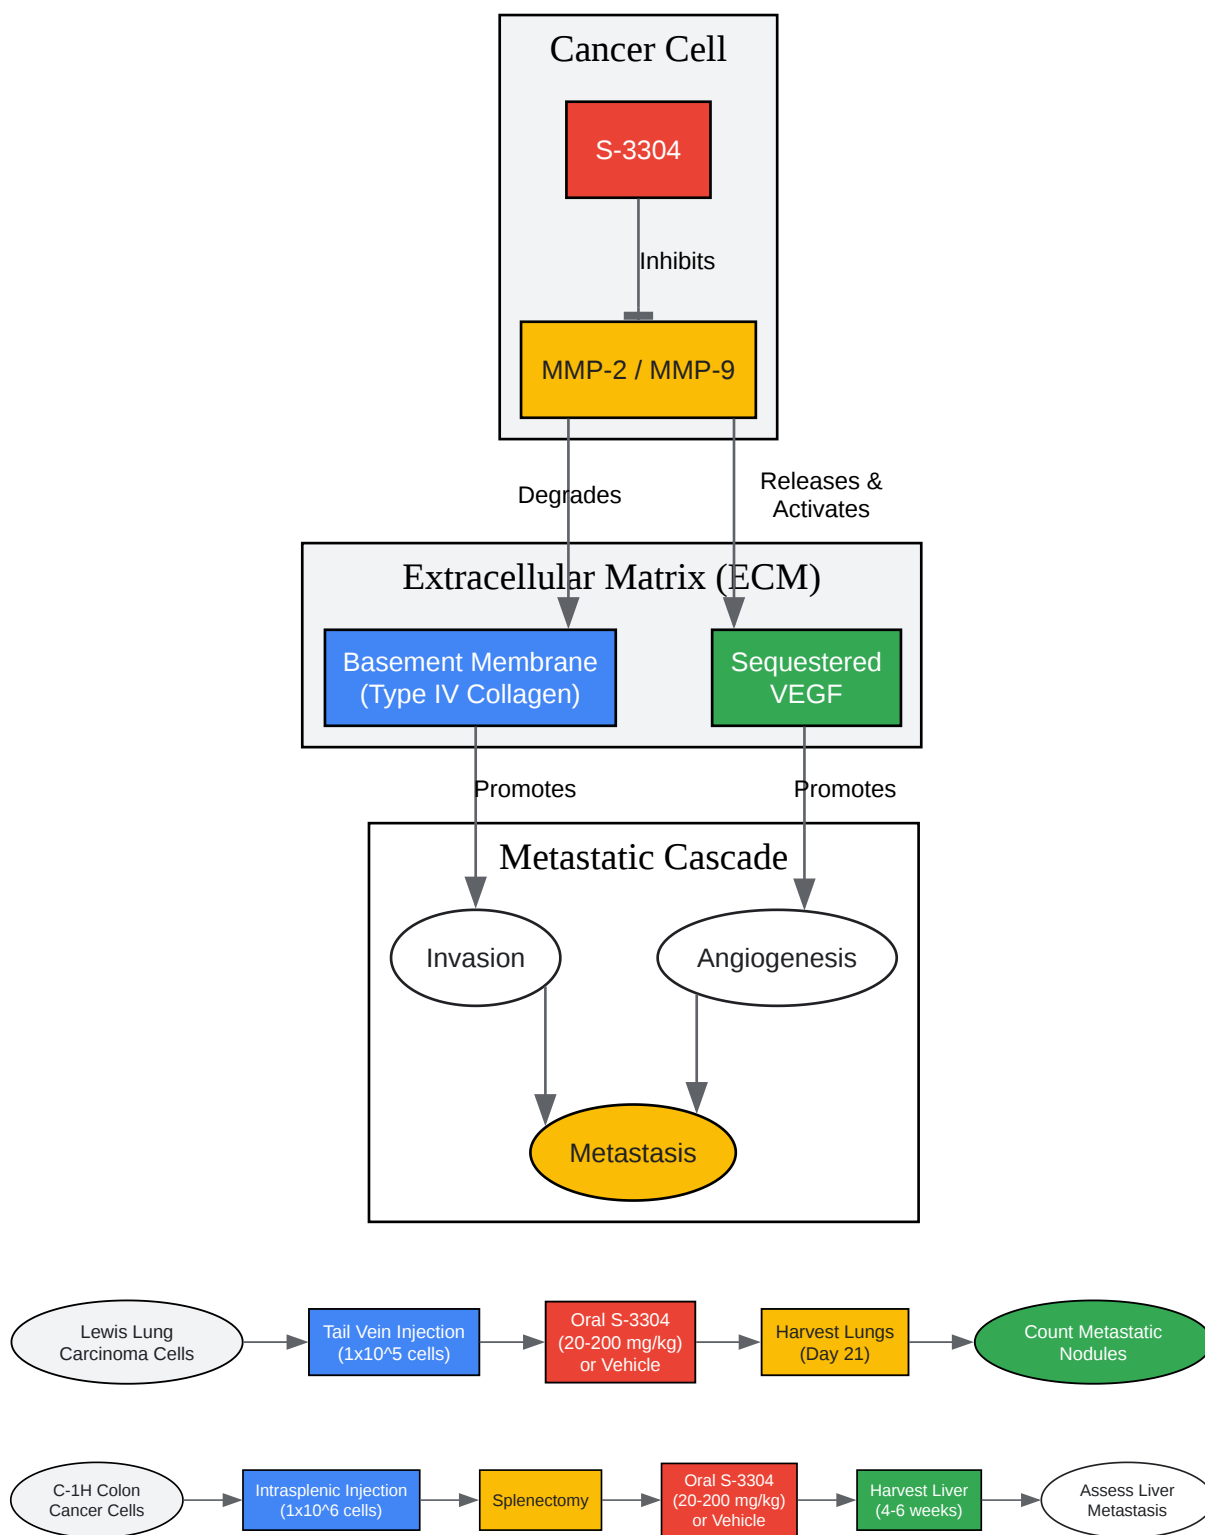 Cancer Cell
S-3304
Inhibits
MMP-2 / MMP-9
Degrades
Releases &
Activates
Extracellular Matrix (ECM)
Basement Membrane
(Type IV Collagen)
Sequestered
VEGF
Promotes
Promotes
Metastatic Cascade
Invasion
Angiogenesis
Metastasis
Lewis Lung
Carcinoma Cells
Tail Vein Injection
(1x10^5 cells)
Oral S-3304
(20-200 mg/kg)
or Vehicle
Harvest Lungs
(Day 21)
Count Metastatic
Nodules
C-1H Colon
Cancer Cells
Intrasplenic Injection
(1x10^6 cells)
Splenectomy
Oral S-3304
(20-200 mg/kg)
or Vehicle
Harvest Liver
(4-6 weeks)
Assess Liver
Metastasis